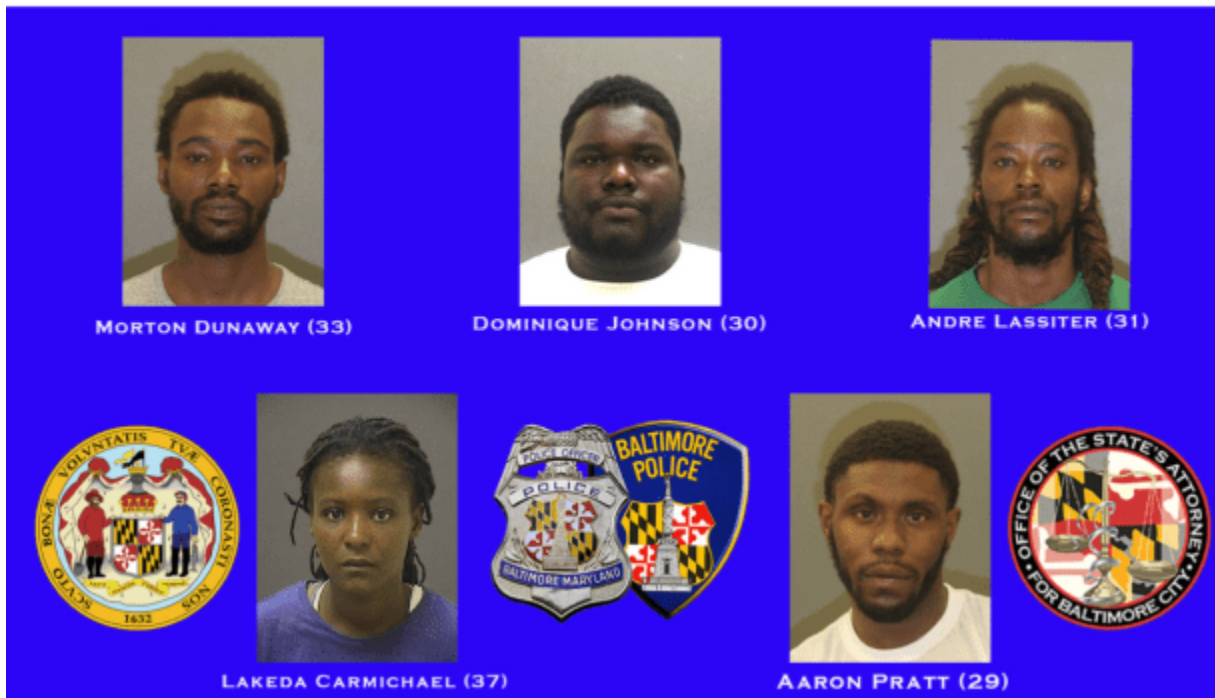 MORTON DUNAWAY (33)
DOMINIQUE JOHNSON (30)
ANDRE LASSITER (31)
SCVTO BONÆ VOLVNTATIS TVÆ CORONASTI NOS
1632
POLICE OFFICER
POLICE
BALTIMORE MARYLAND
BALTIMORE
POLICE
OFFICE OF THE STATE'S ATTORNEY
FOR BALTIMORE CITY
LAKEDA CARMICHAEL (37)
AARON PRATT (29)